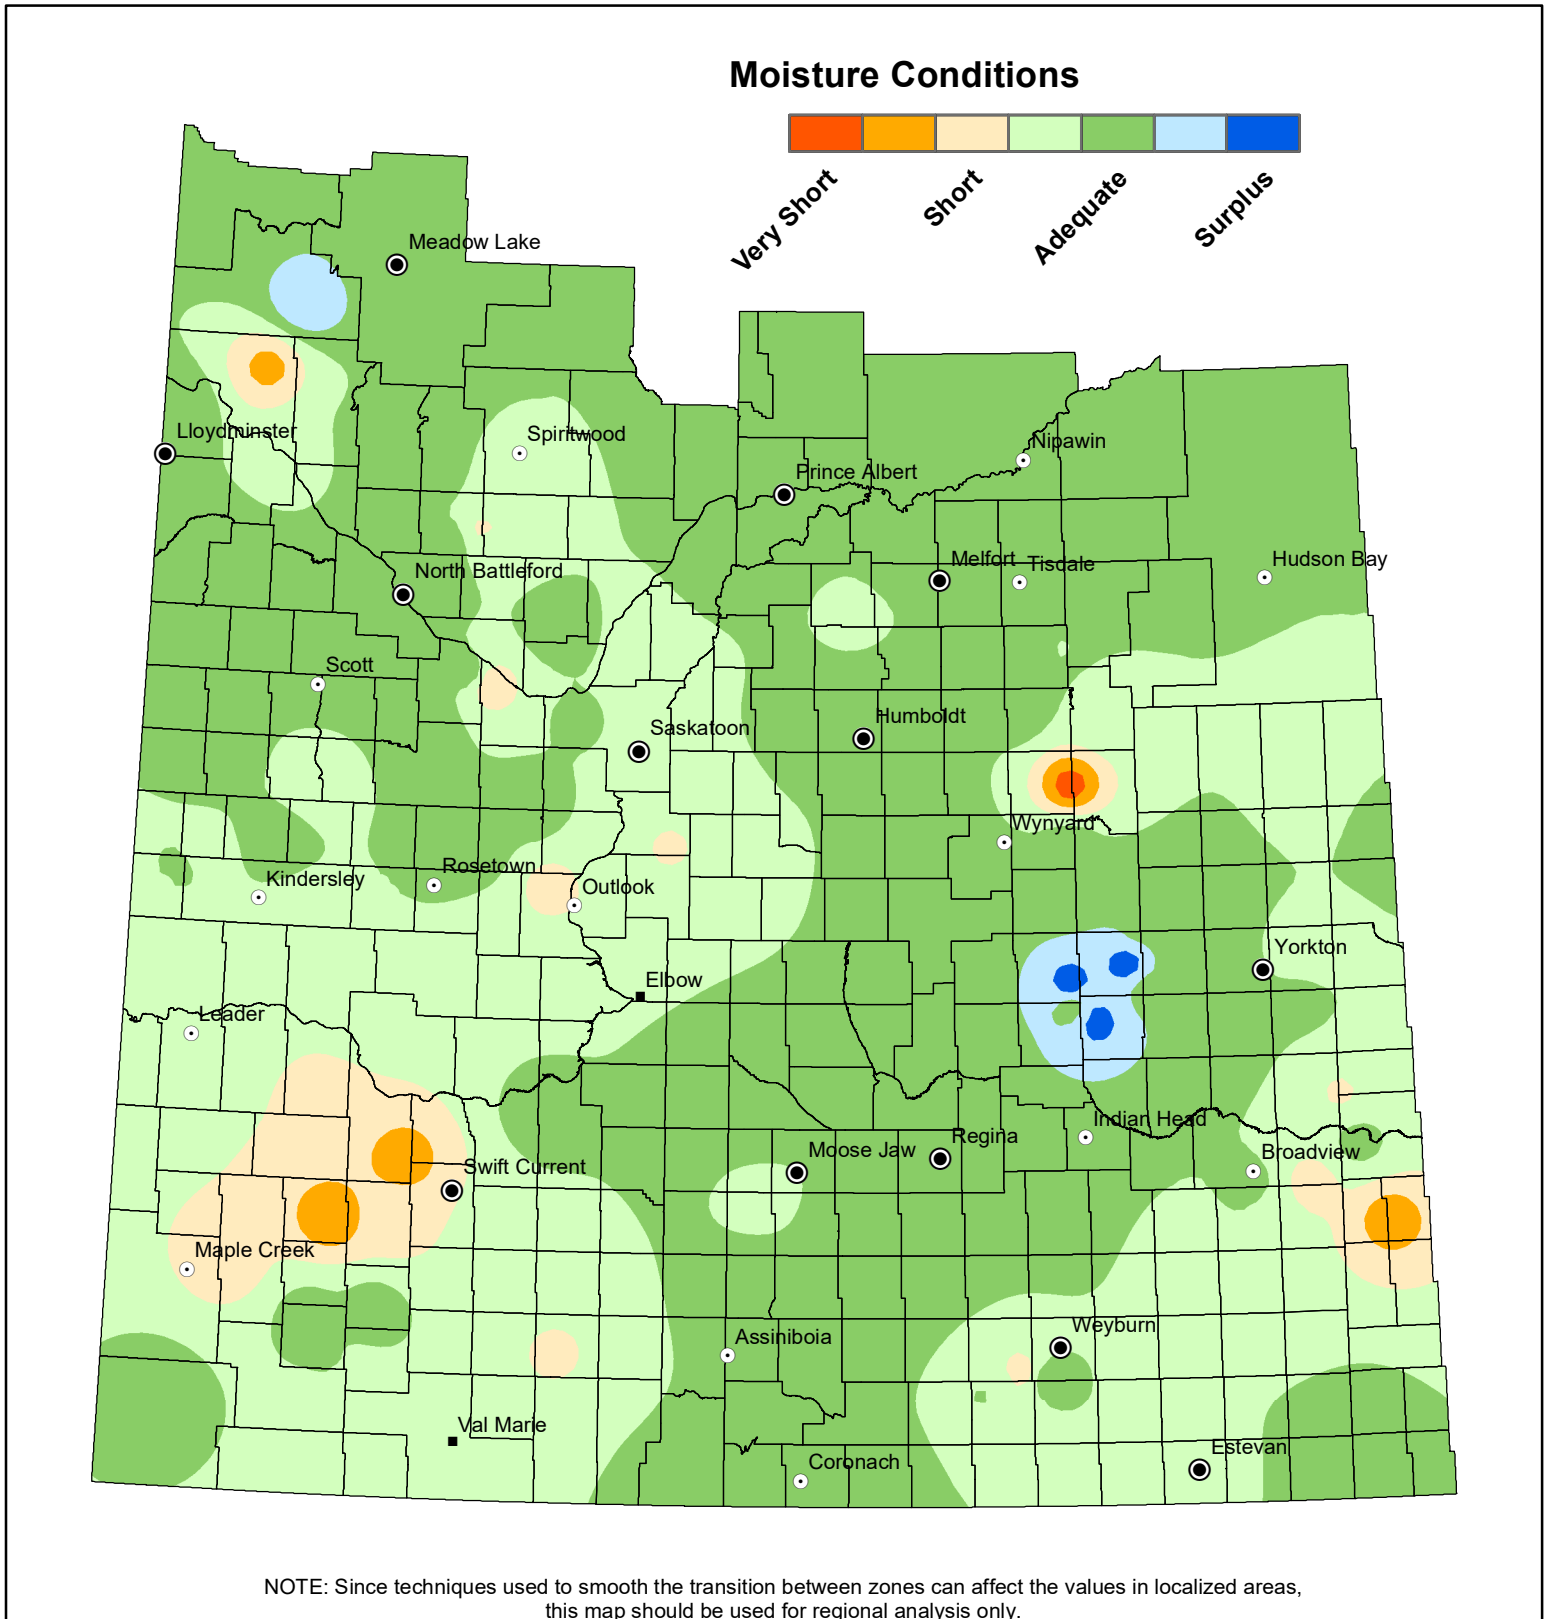 Moisture Conditions
Very Short
Short
Adequate
Surplus
Meadow Lake
Lloydminster
Spiritwood
Nipawin
Prince Albert
Melfort
Tisdale
Hudson Bay
North Battleford
Scott
Humboldt
Saskatoon
Wynyard
Rosetown
Kindersley
Outlook
Yorkton
Elbow
Leader
Indian Head
Regina
Moose Jaw
Broadview
Swift Current
Maple Creek
Weyburn
Assiniboia
Val Marie
Estevan
Coronach
NOTE: Since techniques used to smooth the transition between zones can affect the values in localized areas,
this map should be used for regional analysis only.